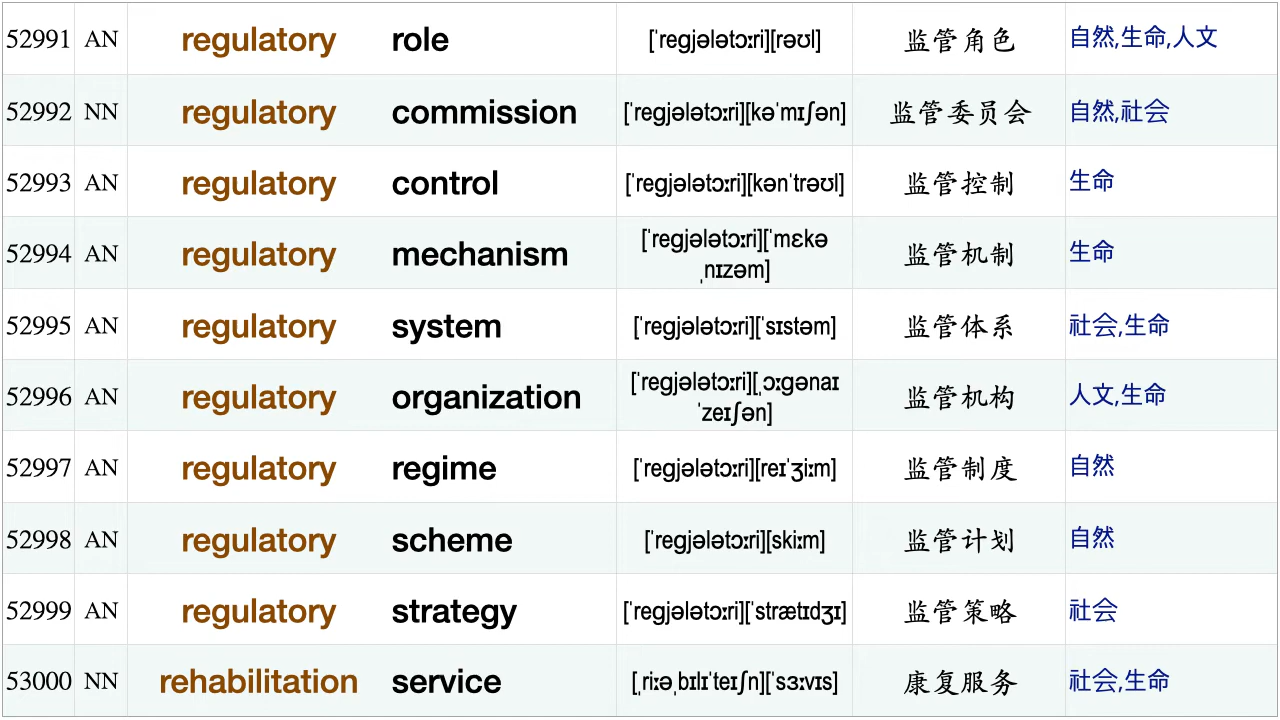 52991 AN regulatory role [ˈregjələtɔːri][rəʊl] 监管角色 自然,生命,人文
52992 NN regulatory commission [ˈregjələtɔːri][kəˈmɪʃən] 监管委员会 自然,社会
52993 AN regulatory control [ˈregjələtɔːri][kənˈtrəʊl] 监管控制 生命
52994 AN regulatory mechanism [ˈregjələtɔːri][ˈmɛkə
ˌnɪzəm] 监管机制 生命
52995 AN regulatory system [ˈregjələtɔːri][ˈsɪstəm] 监管体系 社会,生命
52996 AN regulatory organization [ˈregjələtɔːri][ˌɔːgənaɪ
ˈzeɪʃən] 监管机构 人文,生命
52997 AN regulatory regime [ˈregjələtɔːri][reɪˈʒiːm] 监管制度 自然
52998 AN regulatory scheme [ˈregjələtɔːri][skiːm] 监管计划 自然
52999 AN regulatory strategy [ˈregjələtɔːri][ˈstrætɪdʒɪ] 监管策略 社会
53000 NN rehabilitation service [ˌriːəˌbɪlɪˈteɪʃn][ˈsɜːvɪs] 康复服务 社会,生命